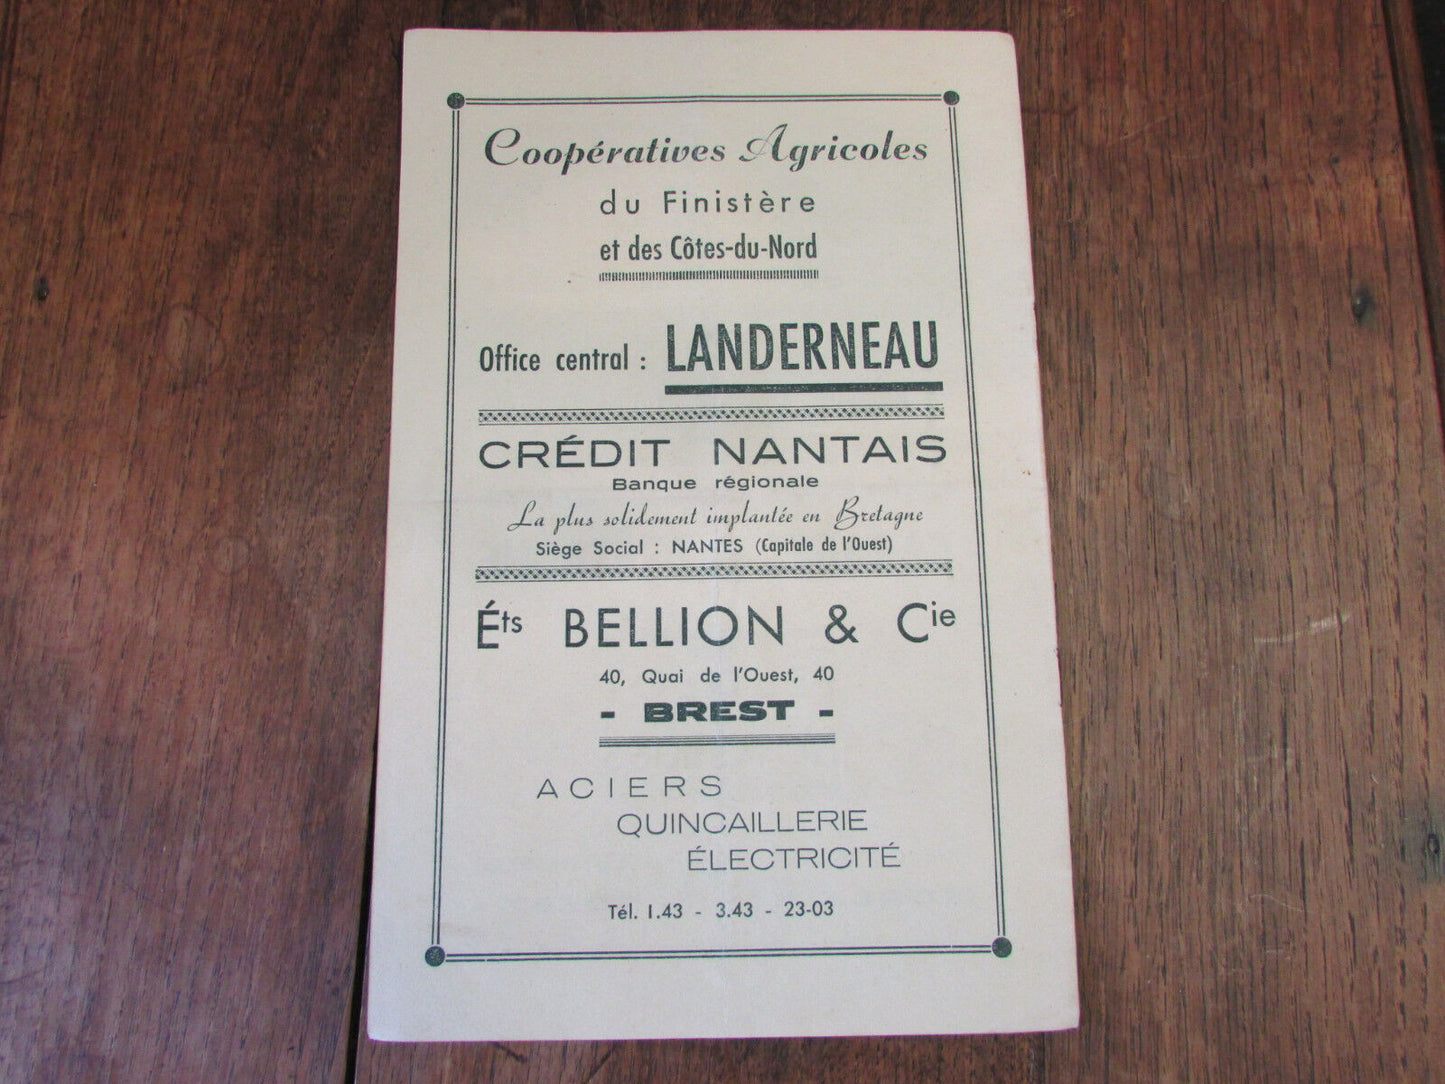 Coopératives Agricoles
du Finistère
et des Côtes-du-Nord
Office central : LANDERNEAU
CRÉDIT NANTAIS
Banque régionale
La plus solidement implantée en Bretagne
Siège Social : NANTES (Capitale de l'Ouest)
Éts BELLION & Cie
40, Quai de l'Ouest, 40
- BREST -
ACIERS
QUINCAILLERIE
ÉLECTRICITÉ
Tél. 1.43 - 3.43 - 23-03